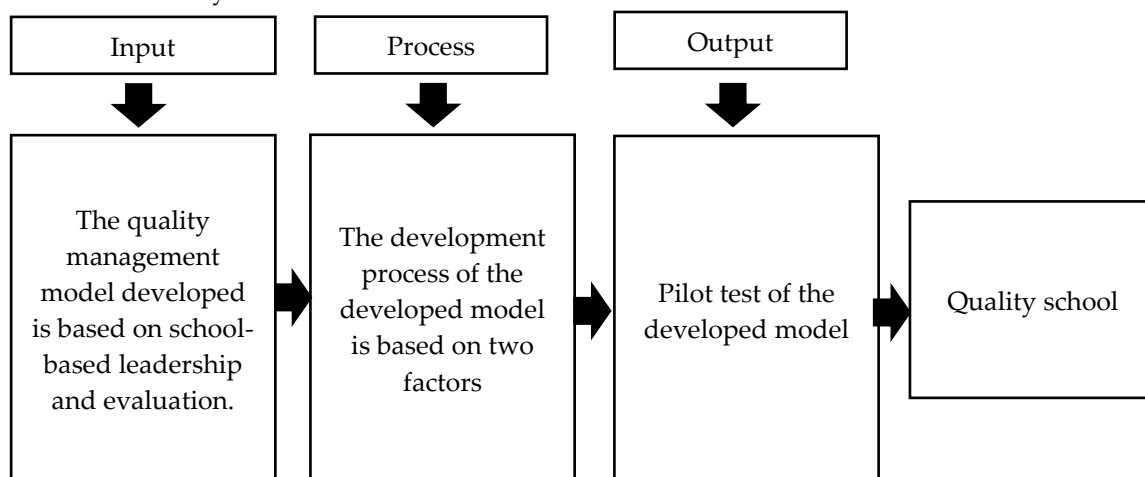 Input
Process
Output
The quality
management
model developed
is based on school-
based leadership
and evaluation.
The development
process of the
developed model
is based on two
factors
Pilot test of the
developed model
Quality school